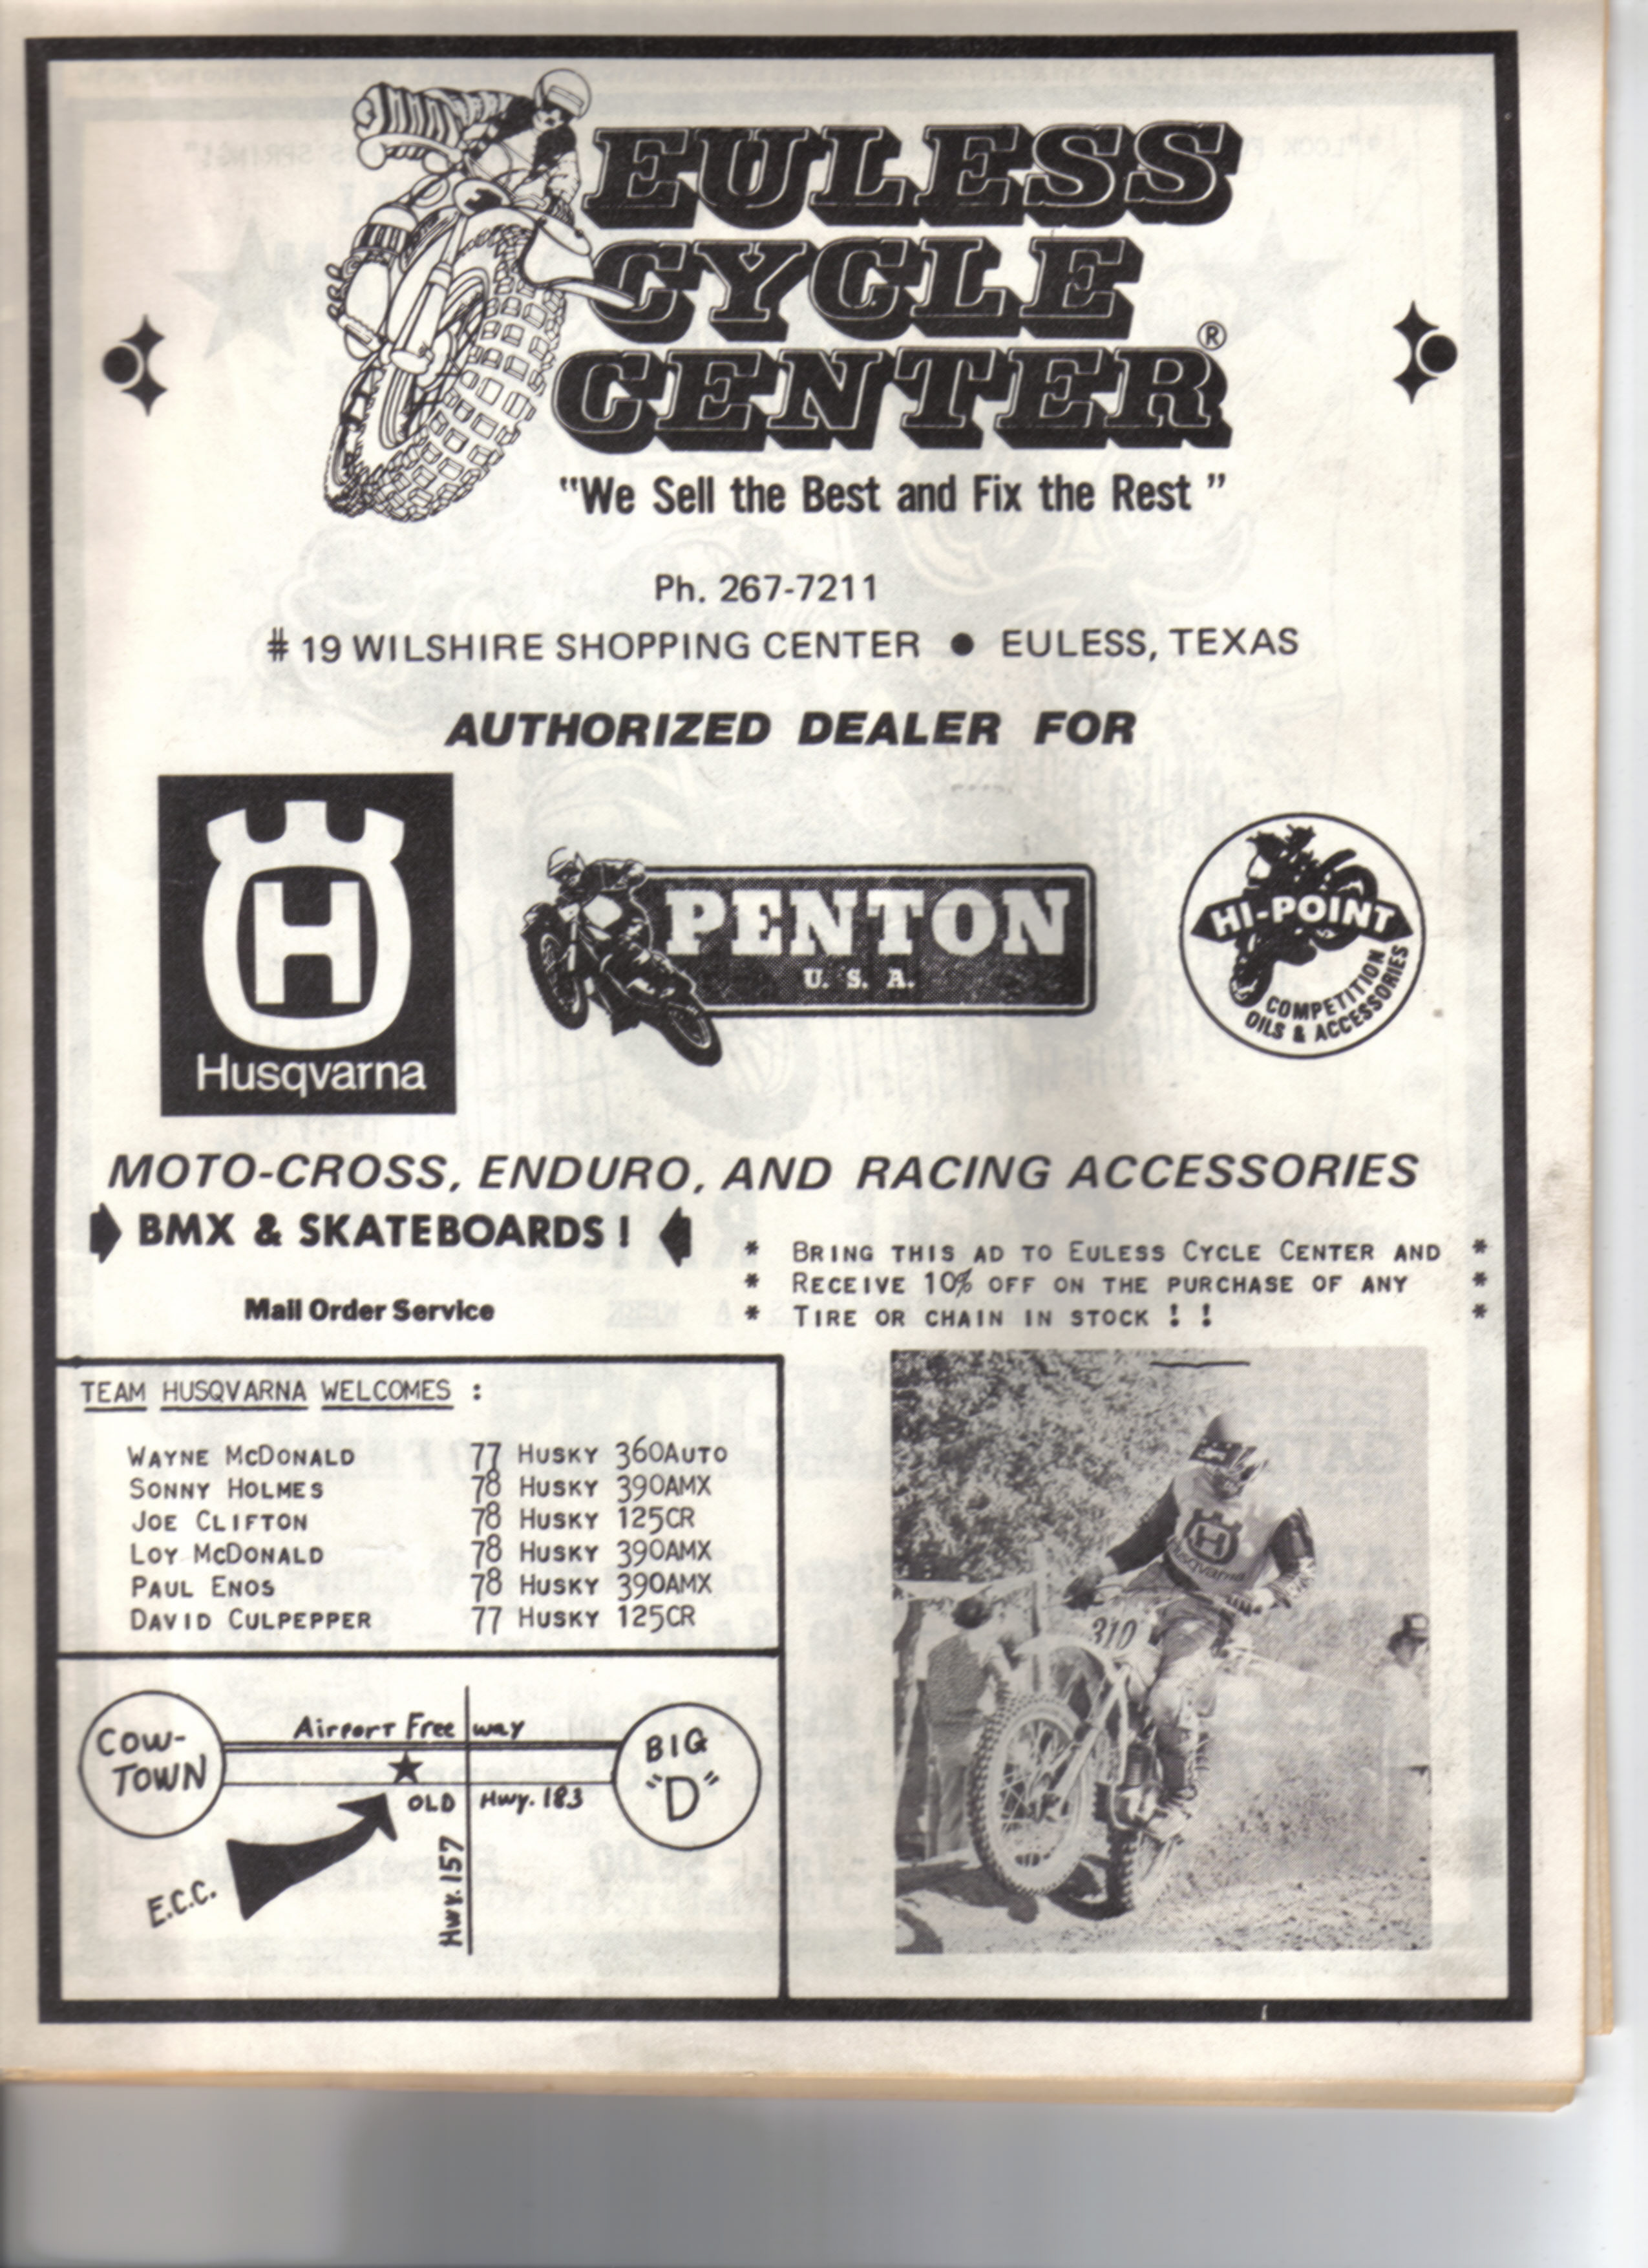 EULESS
CYCLE
CENTER®
"We Sell the Best and Fix the Rest"
Ph. 267-7211
# 19 WILSHIRE SHOPPING CENTER ● EULESS, TEXAS
AUTHORIZED DEALER FOR
H
Husqvarna
PENTON
U. S. A.
HI-POINT
COMPETITION
OILS & ACCESSORIES
MOTO-CROSS, ENDURO, AND RACING ACCESSORIES
BMX & SKATEBOARDS !
Mail Order Service
* BRING THIS AD TO EULESS CYCLE CENTER AND *
* RECEIVE 10% OFF ON THE PURCHASE OF ANY *
* TIRE OR CHAIN IN STOCK ! ! *
TEAM HUSQVARNA WELCOMES :
WAYNE McDONALD 77 HUSKY 360AUTO
SONNY HOLMES 78 HUSKY 390AMX
JOE CLIFTON 78 HUSKY 125CR
LOY McDONALD 78 HUSKY 390AMX
PAUL ENOS 78 HUSKY 390AMX
DAVID CULPEPPER 77 HUSKY 125CR
COW-
TOWN
Airport Free way
BIG
"D"
OLD Hwy. 183
Hwy. 157
E.C.C.
H
Husqvarna
310